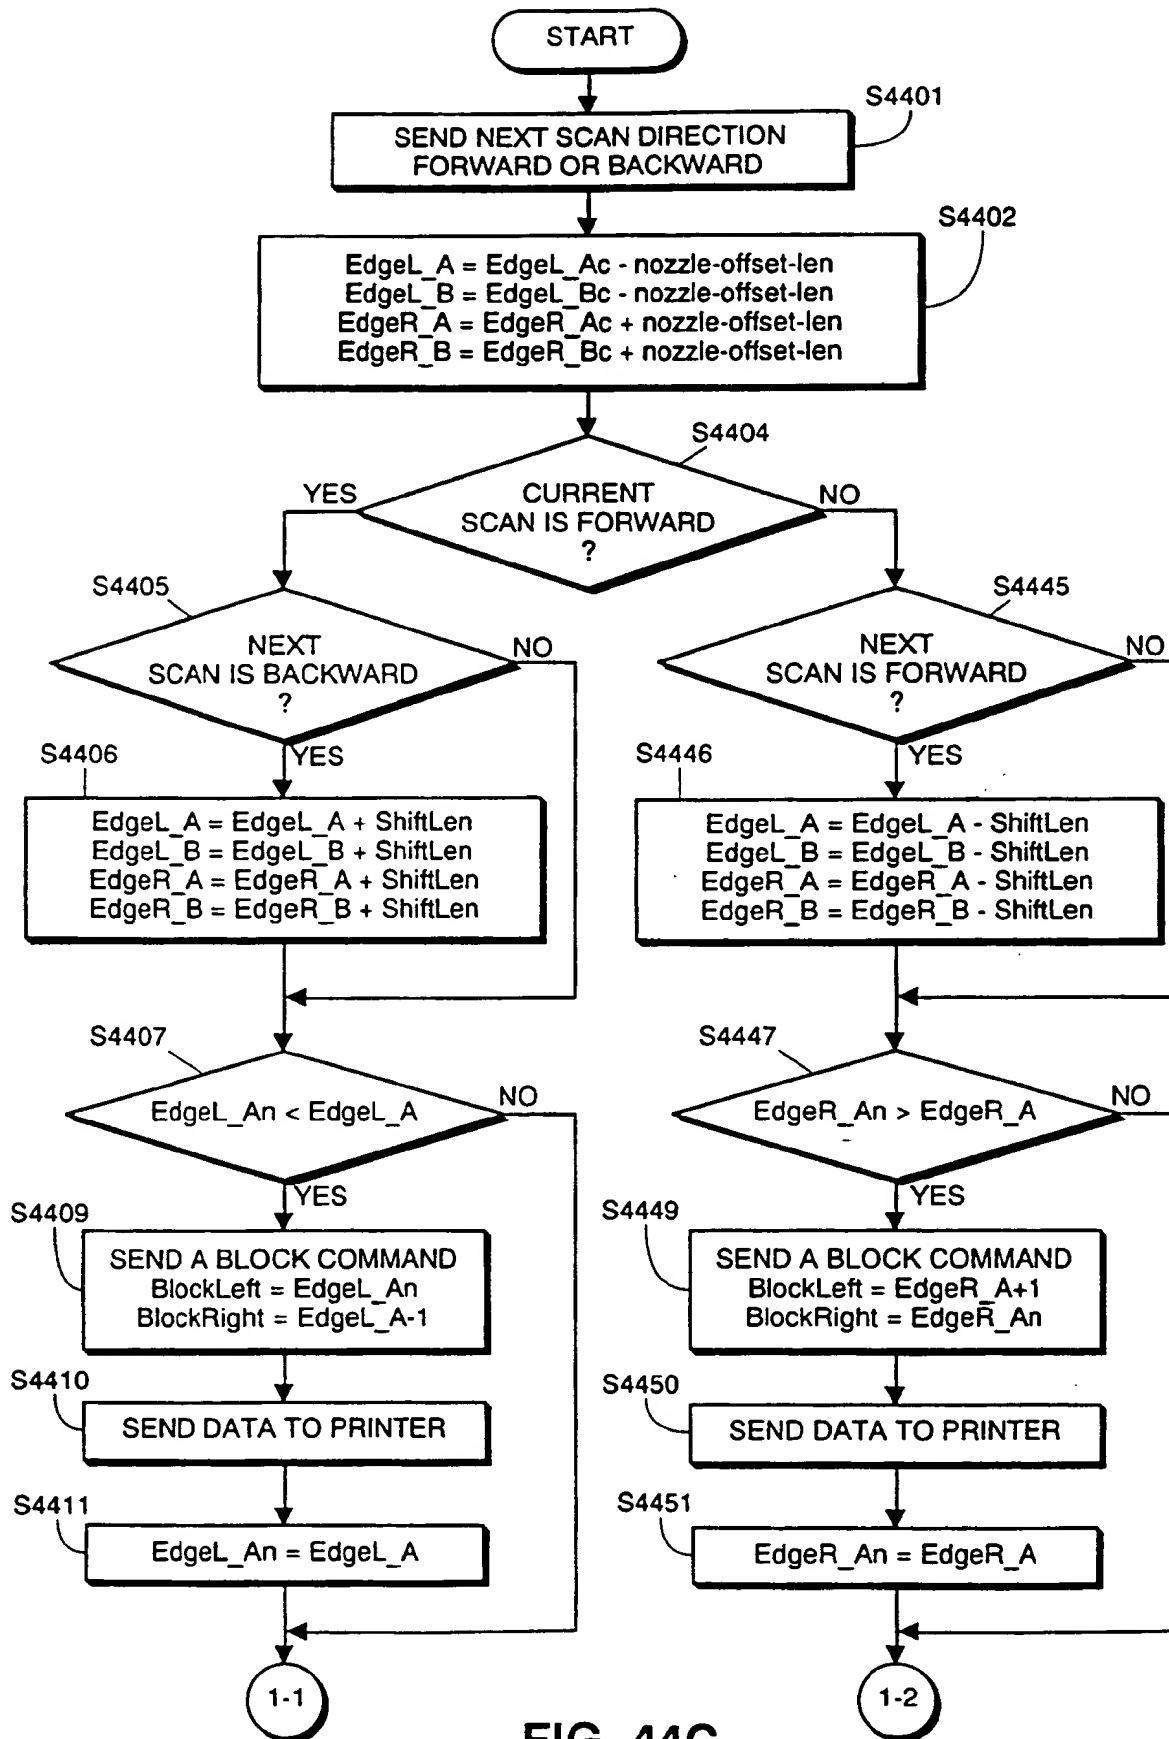 START
S4401
SEND NEXT SCAN DIRECTION
FORWARD OR BACKWARD
S4402
EdgeL_A = EdgeL_Ac - nozzle-offset-len
EdgeL_B = EdgeL_Bc - nozzle-offset-len
EdgeR_A = EdgeR_Ac + nozzle-offset-len
EdgeR_B = EdgeR_Bc + nozzle-offset-len
S4404
YES
CURRENT
SCAN IS FORWARD
?
NO
S4405
NEXT
SCAN IS BACKWARD
?
NO
YES
S4445
NEXT
SCAN IS FORWARD
?
NO
YES
S4406
EdgeL_A = EdgeL_A + ShiftLen
EdgeL_B = EdgeL_B + ShiftLen
EdgeR_A = EdgeR_A + ShiftLen
EdgeR_B = EdgeR_B + ShiftLen
S4446
EdgeL_A = EdgeL_A - ShiftLen
EdgeL_B = EdgeL_B - ShiftLen
EdgeR_A = EdgeR_A - ShiftLen
EdgeR_B = EdgeR_B - ShiftLen
S4407
EdgeL_An < EdgeL_A
NO
YES
S4447
EdgeR_An > EdgeR_A
NO
YES
S4409
SEND A BLOCK COMMAND
BlockLeft = EdgeL_An
BlockRight = EdgeL_A-1
S4449
SEND A BLOCK COMMAND
BlockLeft = EdgeR_A+1
BlockRight = EdgeR_An
S4410
SEND DATA TO PRINTER
S4450
SEND DATA TO PRINTER
S4411
EdgeL_An = EdgeL_A
S4451
EdgeR_An = EdgeR_A
1-1
1-2
FIG. 44C